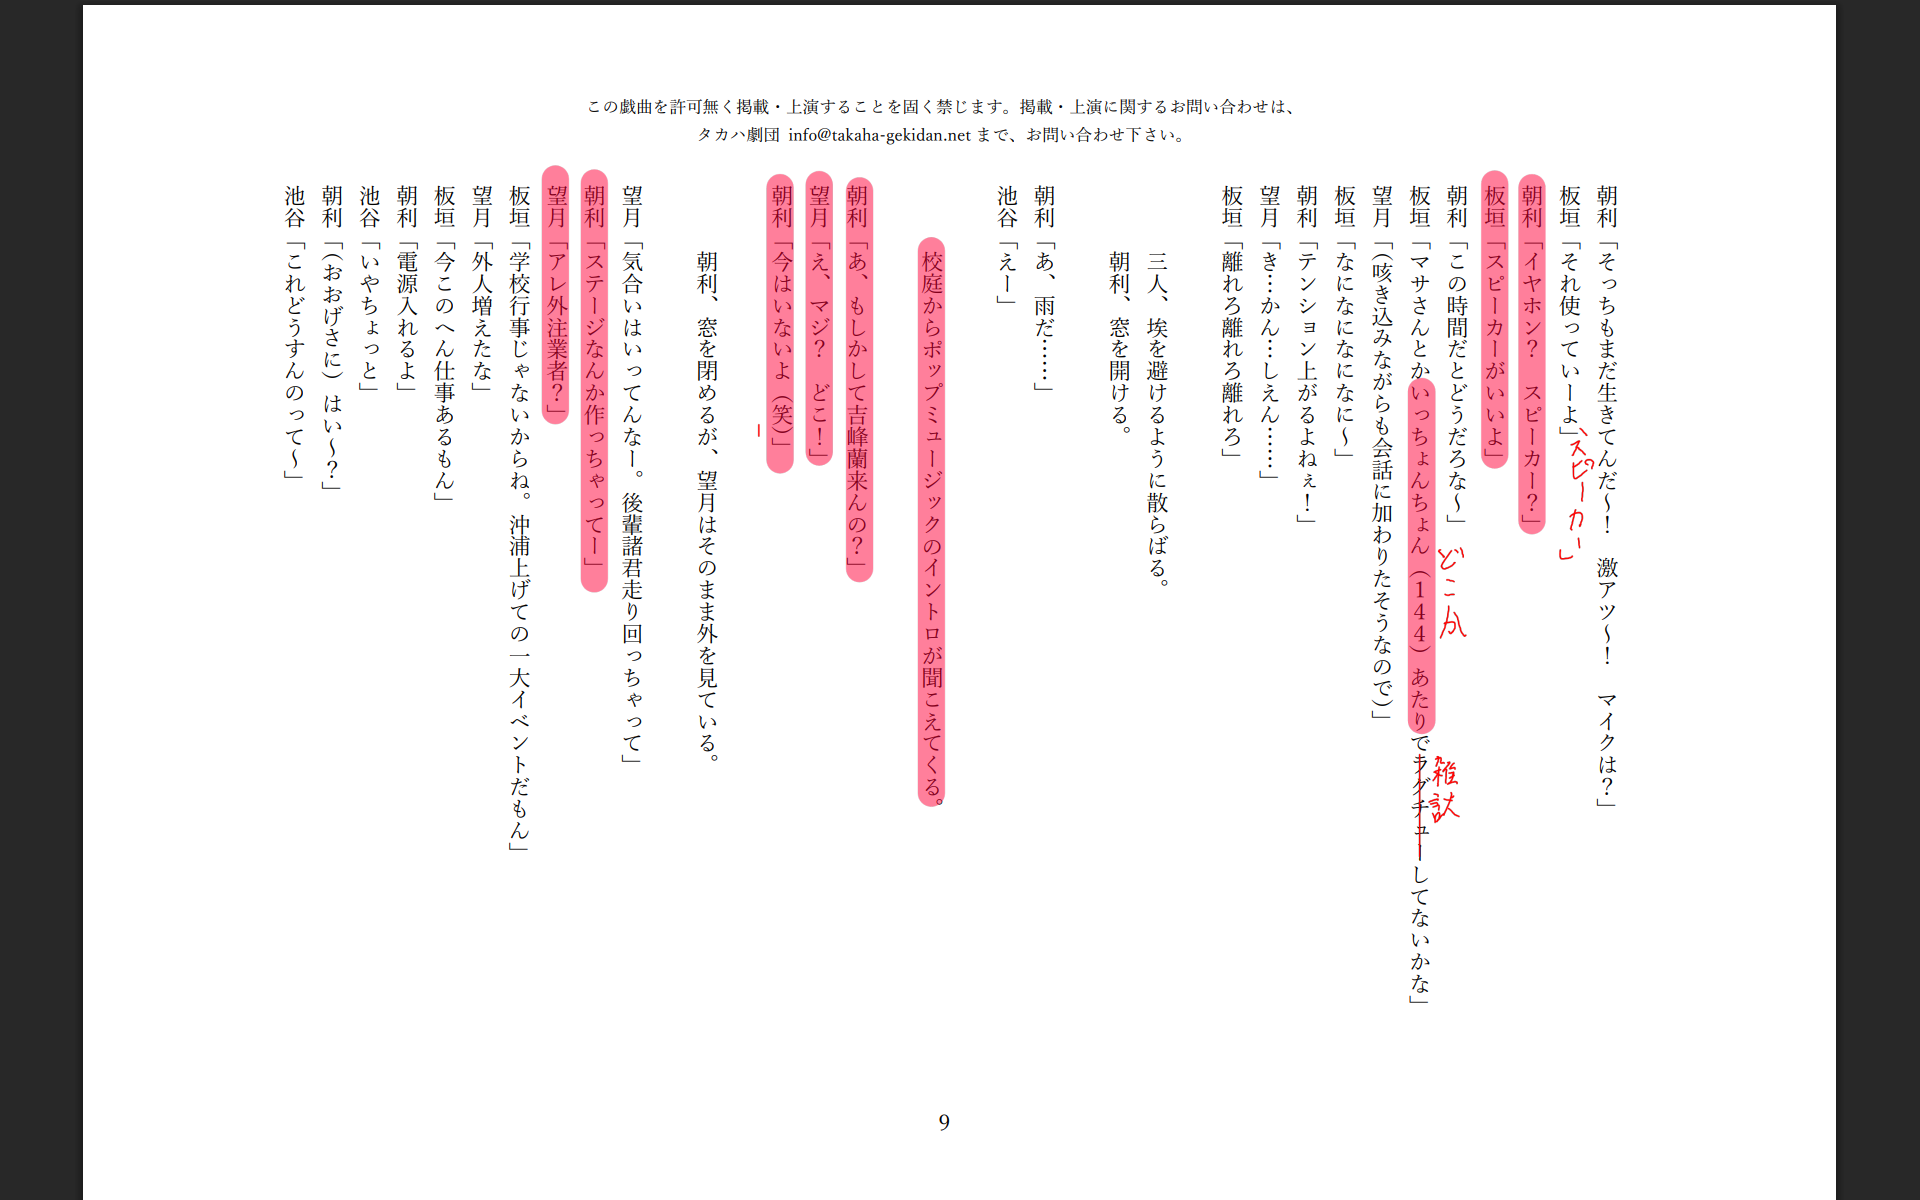 この戯曲を許可無く掲載・上演することを固く禁じます。掲載・上演に関するお問い合わせは、
タカハ劇団 info@takaha-gekidan.net まで、お問い合わせ下さい。
朝利「そっちもまだ生きてんだ〜！　激アツ〜！　マイクは？」
板垣「それ使っていーよ」
、スピーカー」
朝利「イヤホン？　スピーカー？」
板垣「スピーカーがいいよ」
朝利「この時間だとどうだろな〜」
どこか
雑誌
板垣「マサさんとかいっちょんちょん（１４４）あたりでラグチューしてないかな」
望月「（咳き込みながらも会話に加わりたそうなので）」
板垣「なになになになに〜」
朝利「テンション上がるよねぇ！」
望月「き…かん…しえん……」
板垣「離れろ離れろ離れろ」
三人、埃を避けるように散らばる。
朝利、窓を開ける。
朝利「あ、雨だ……」
池谷「えー」
校庭からポップミュージックのイントロが聞こえてくる。
朝利「あ、もしかして吉峰蘭来んの？」
望月「え、マジ？　どこ！」
朝利「今はいないよ（笑）」
朝利、窓を閉めるが、望月はそのまま外を見ている。
望月「気合いはいってんなー。後輩諸君走り回っちゃって」
朝利「ステージなんか作っちゃってー」
望月「アレ外注業者？」
板垣「学校行事じゃないからね。沖浦上げての一大イベントだもん」
望月「外人増えたな」
板垣「今このへん仕事あるもん」
朝利「電源入れるよ」
池谷「いやちょっと」
朝利「（おおげさに）はい〜？」
池谷「これどうすんのって〜」
9